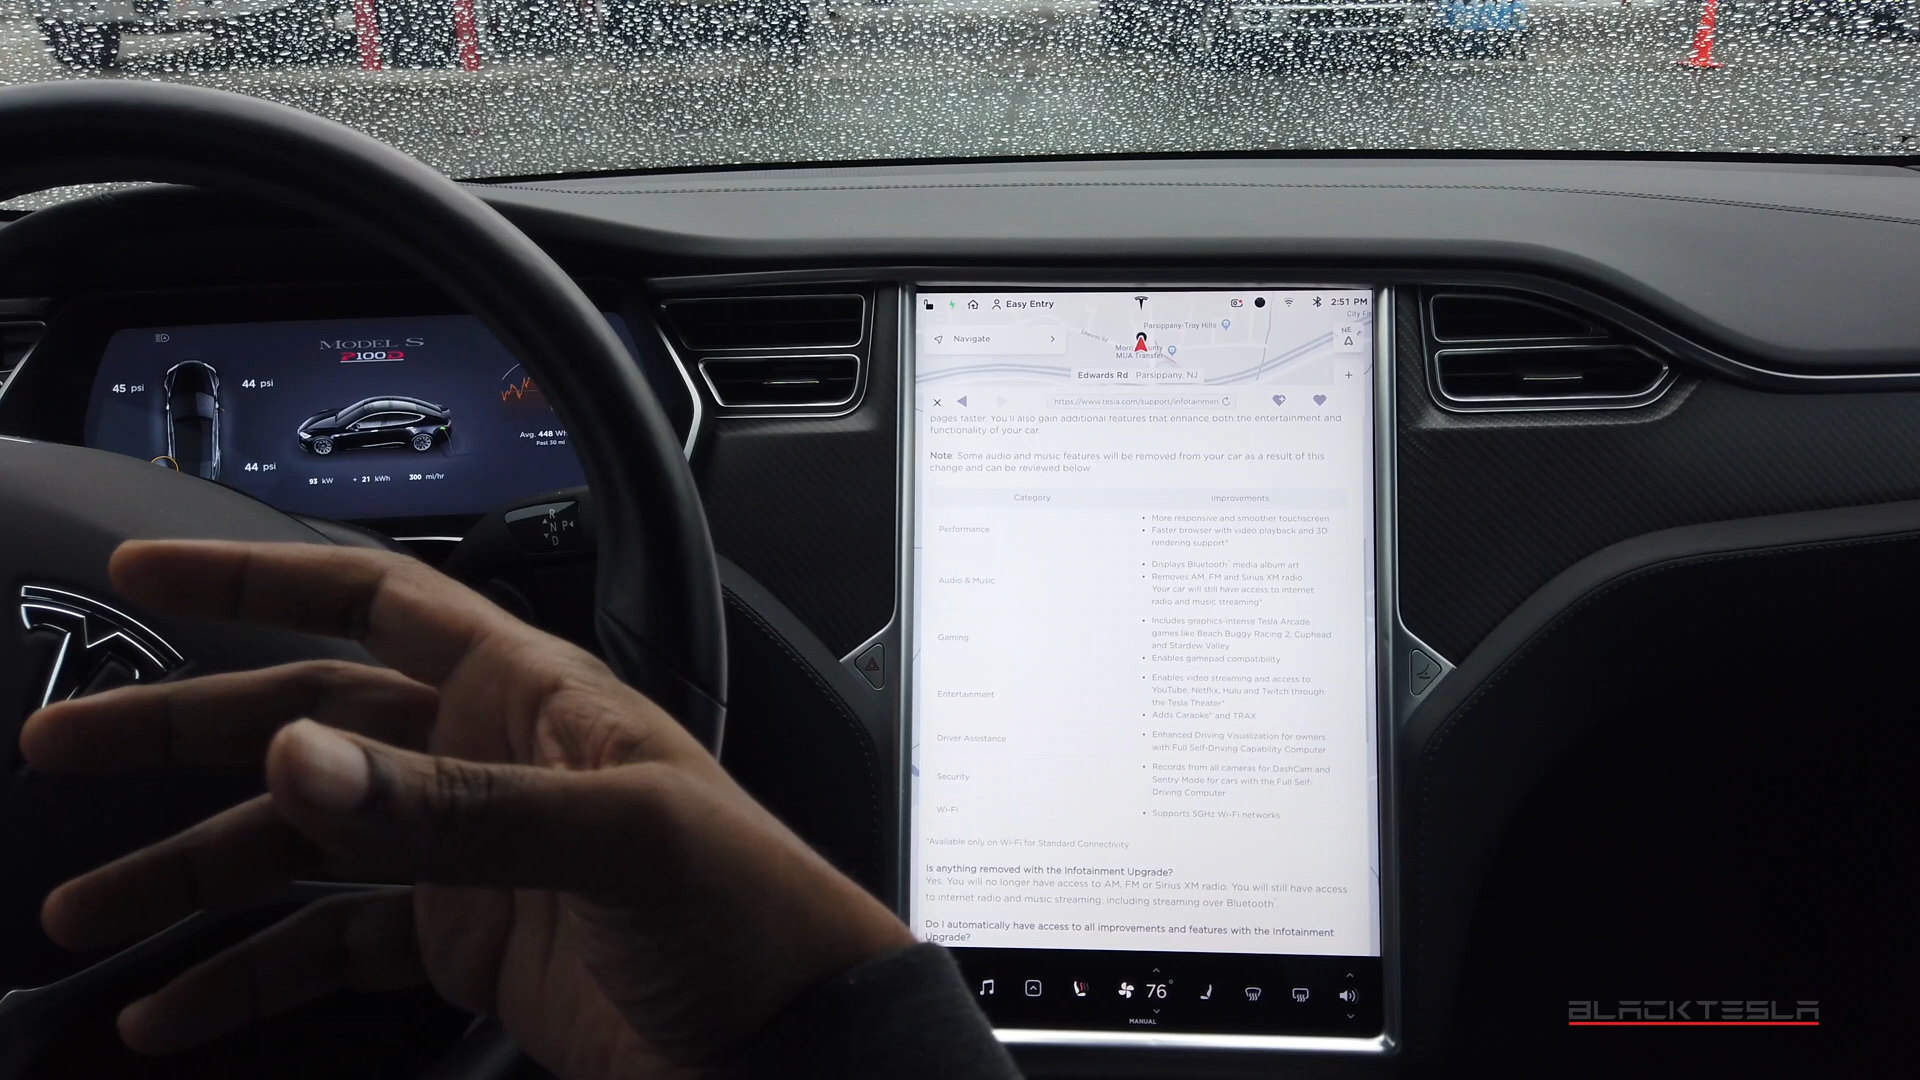 MODEL S
P100D
45 psi
44 psi
44 psi
Avg. 448 Wh
Past 30 mi
93 kW
+ 21 kWh
300 mi/hr
R
N P
D
Easy Entry
2:51 PM
Navigate
Edwards Rd
Parsippany-Troy Hills
MUA Transfer
City Fi
NE
Edwards Rd Parsippany, NJ
+
https://www.tesla.com/support/infotainmen
pages faster. You'll also gain additional features that enhance both the entertainment and
functionality of your car.
Note: Some audio and music features will be removed from your car as a result of this
change and can be reviewed below.
Category
Improvements
Performance
• More responsive and smoother touchscreen
• Faster browser with video playback and 3D
rendering support*
Audio & Music
• Displays Bluetooth® media album art
• Removes AM, FM and Sirius XM radio
Your car will still have access to internet
radio and music streaming*
Gaming
• Includes graphics-intense Tesla Arcade
games like Beach Buggy Racing 2, Cuphead
and Stardew Valley
• Enables gamepad compatibility
Entertainment
• Enables video streaming and access to
YouTube, Netflix, Hulu and Twitch through
the Tesla Theater*
• Adds Caraoke* and TRAX
Driver Assistance
• Enhanced Driving Visualization for owners
with Full Self-Driving Capability Computer
Security
• Records from all cameras for DashCam and
Sentry Mode for cars with the Full Self-
Driving Computer
Wi-Fi
• Supports 5GHz Wi-Fi networks
*Available only on Wi-Fi for Standard Connectivity
Is anything removed with the Infotainment Upgrade?
Yes. You will no longer have access to AM, FM or Sirius XM radio. You will still have access
to internet radio and music streaming, including streaming over Bluetooth®.
Do I automatically have access to all improvements and features with the Infotainment
Upgrade?
76°
MANUAL
BLACKTESLA